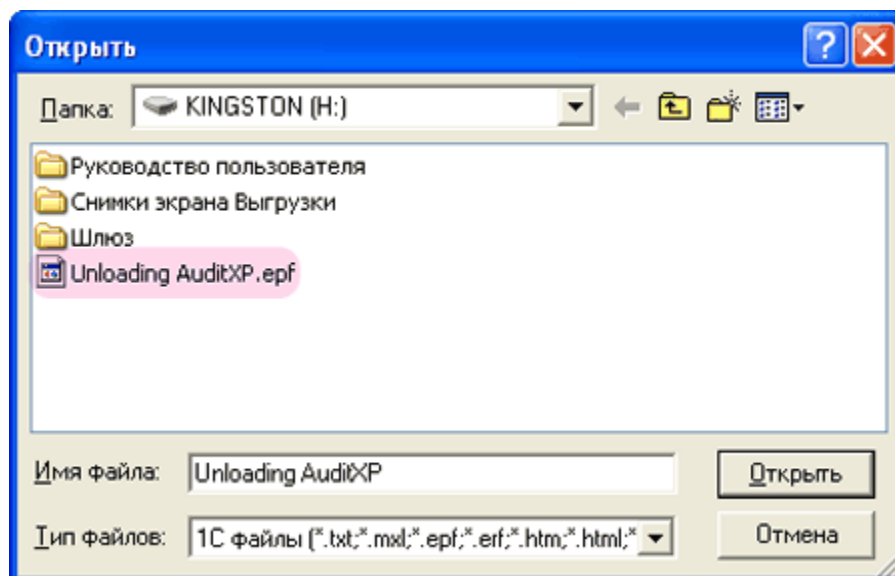 Открыть
Папка: KINGSTON (H:)
Руководство пользователя
Снимки экрана Выгрузки
Шлюз
Unloading AuditXP.epf
Имя файла: Unloading AuditXP Открыть
Тип файлов: 1С файлы (*.txt;*.mxl;*.epf;*.erf;*.htm;*.html;* Отмена